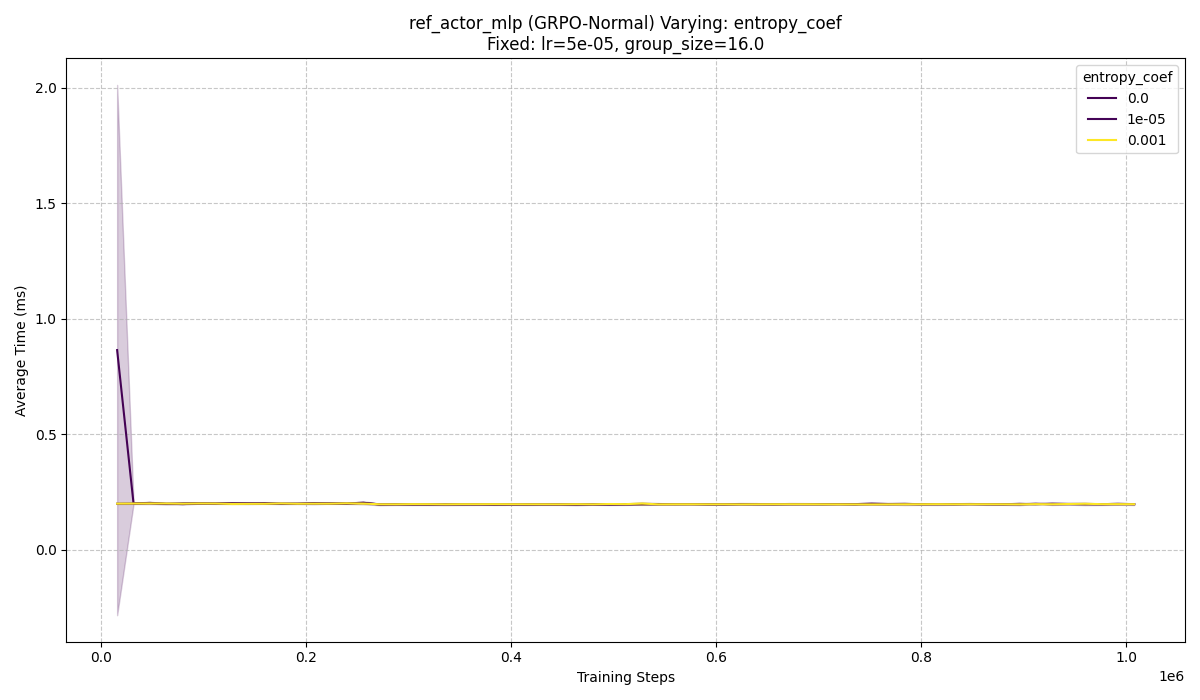 ref_actor_mlp (GRPO-Normal) Varying: entropy_coef
Fixed: lr=5e-05, group_size=16.0
entropy_coef
0.0
1e-05
0.001
2.0
1.5
1.0
0.5
0.0
Average Time (ms)
0.0 0.2 0.4 0.6 0.8 1.0
1e6
Training Steps